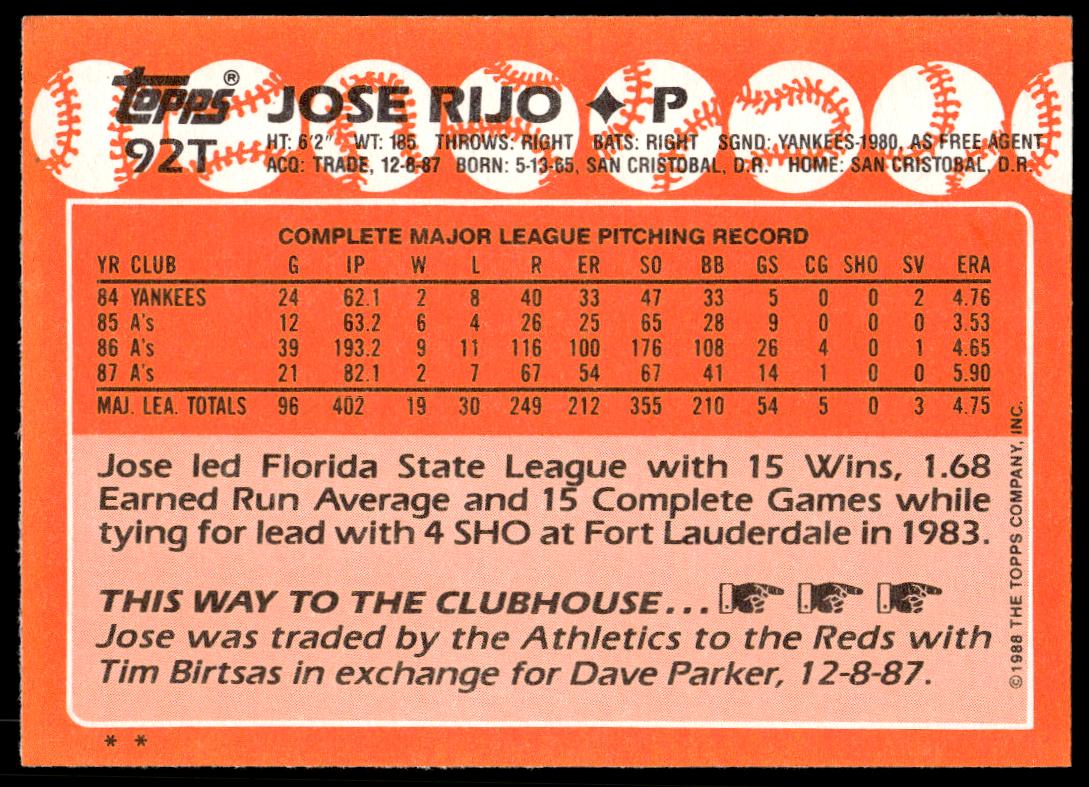 topps® JOSE RIJO ✦ P
92T
HT: 6'2" WT: 185 THROWS: RIGHT BATS: RIGHT SGND: YANKEES-1980, AS FREE AGENT
ACQ: TRADE, 12-8-87 BORN: 5-13-65, SAN CRISTOBAL, D.R. HOME: SAN CRISTOBAL, D.R.
COMPLETE MAJOR LEAGUE PITCHING RECORD
YR CLUB G IP W L R ER SO BB GS CG SHO SV ERA
84 YANKEES 24 62.1 2 8 40 33 47 33 5 0 0 2 4.76
85 A's 12 63.2 6 4 26 25 65 28 9 0 0 0 3.53
86 A's 39 193.2 9 11 116 100 176 108 26 4 0 1 4.65
87 A's 21 82.1 2 7 67 54 67 41 14 1 0 0 5.90
MAJ. LEA. TOTALS 96 402 19 30 249 212 355 210 54 5 0 3 4.75
Jose led Florida State League with 15 Wins, 1.68
Earned Run Average and 15 Complete Games while
tying for lead with 4 SHO at Fort Lauderdale in 1983.
THIS WAY TO THE CLUBHOUSE...
Jose was traded by the Athletics to the Reds with
Tim Birtsas in exchange for Dave Parker, 12-8-87.
©1988 THE TOPPS COMPANY, INC.
* *